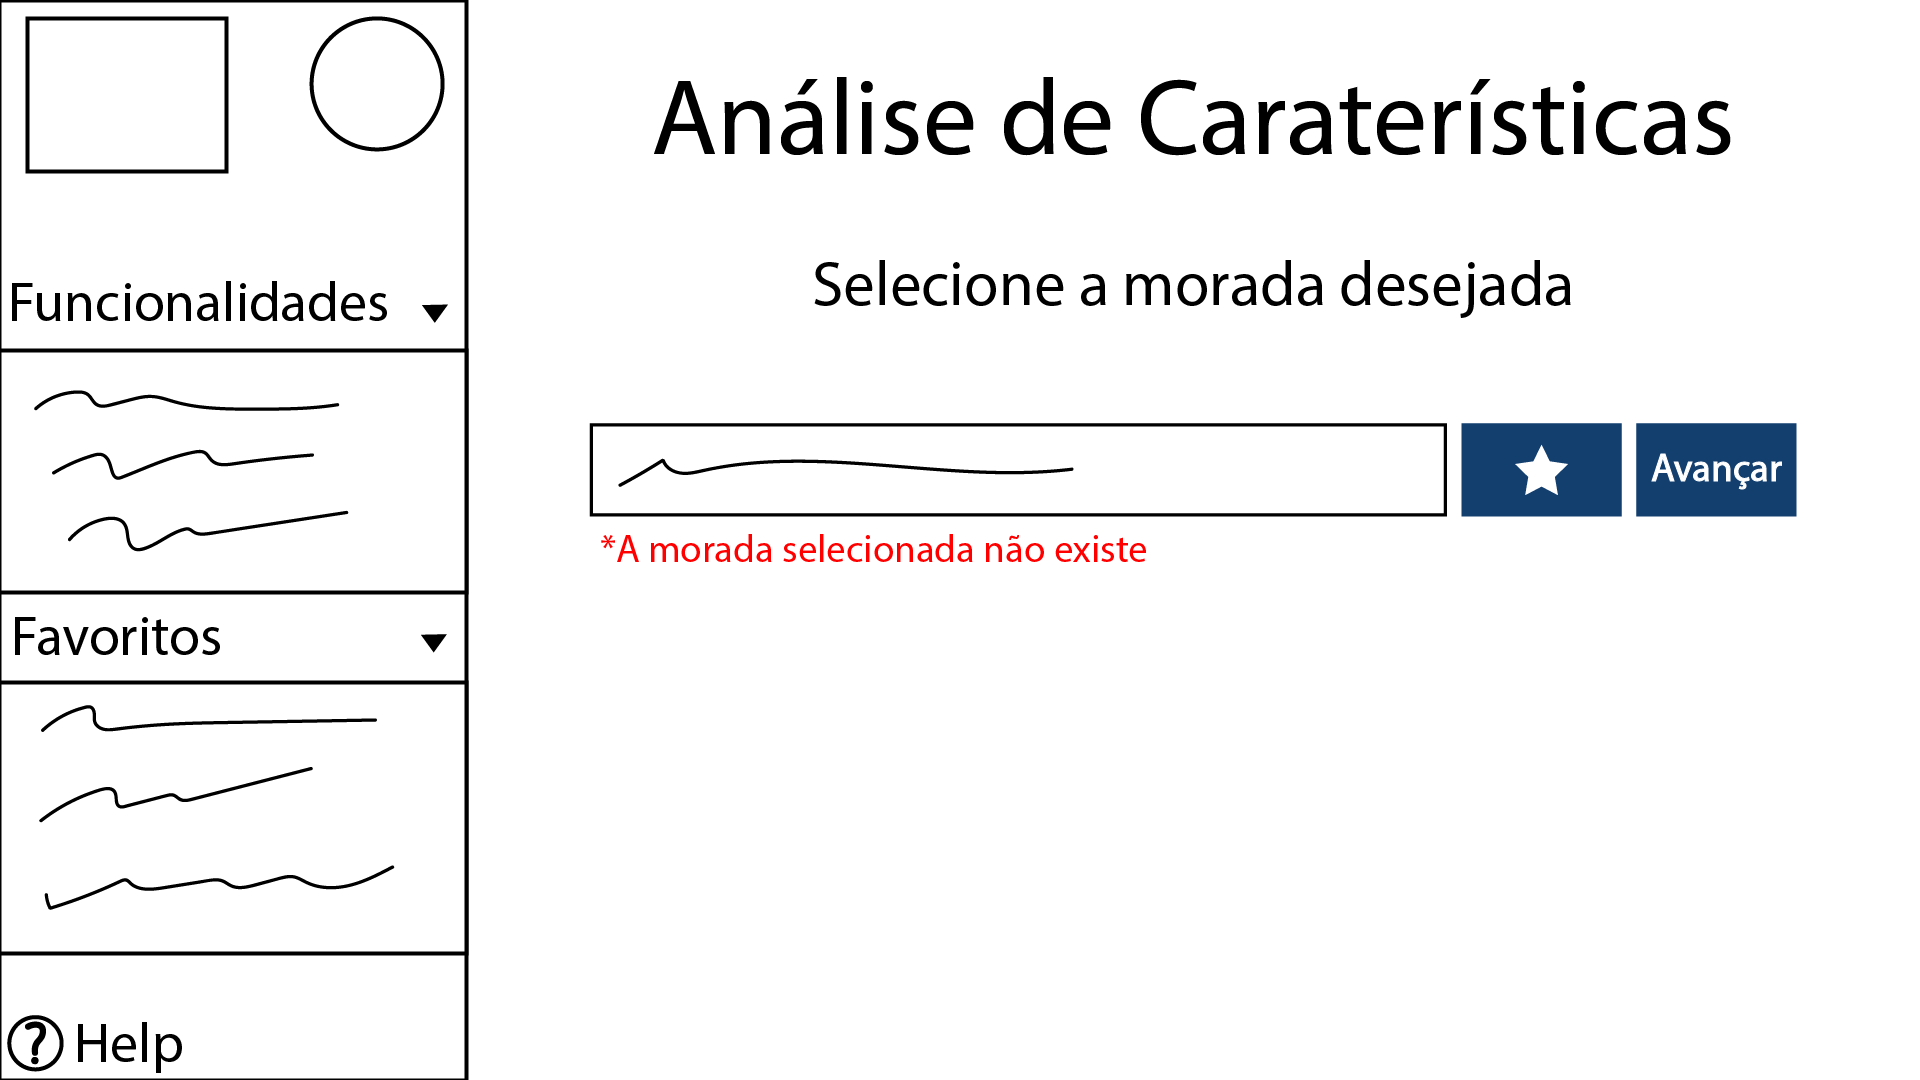 Análise de Caraterísticas
Selecione a morada desejada
Avançar
*A morada selecionada não existe
Funcionalidades
Favoritos
? Help